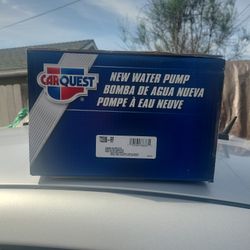 CARQUEST
NEW WATER PUMP
BOMBA DE AGUA NUEVA
POMPE À EAU NEUVE